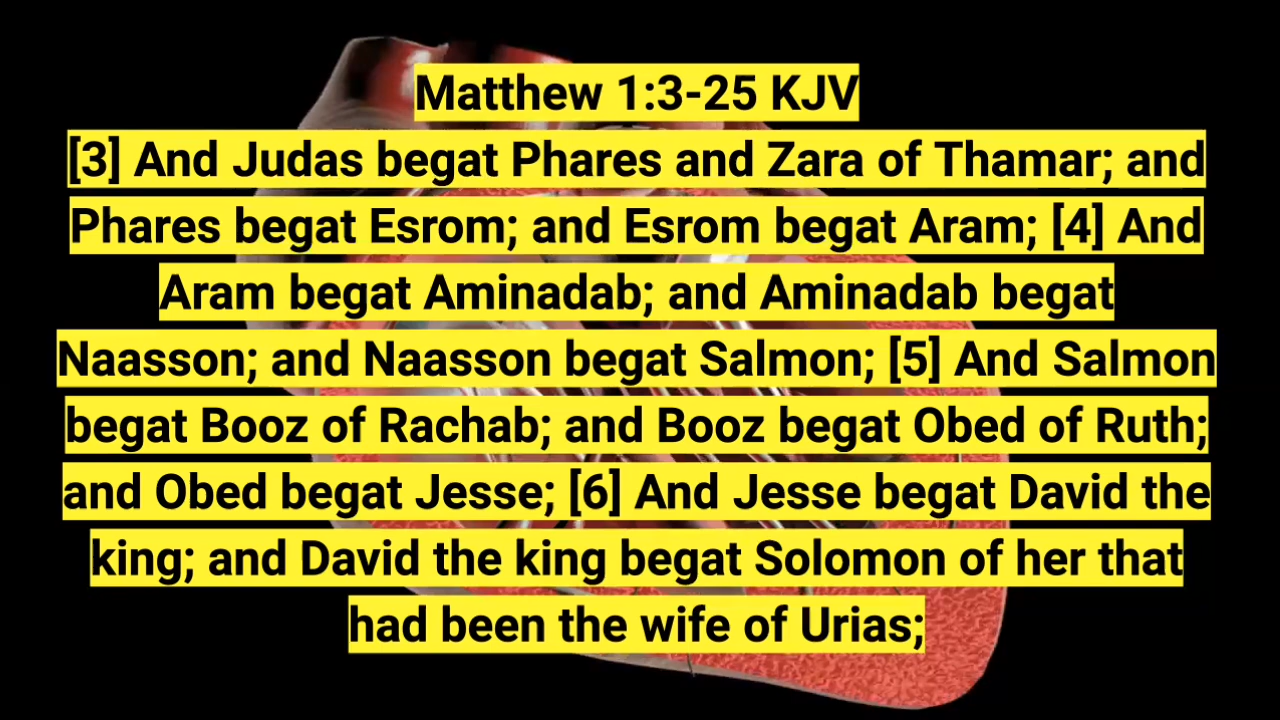 Matthew 1:3-25 KJV
[3] And Judas begat Phares and Zara of Thamar; and
Phares begat Esrom; and Esrom begat Aram; [4] And
Aram begat Aminadab; and Aminadab begat
Naasson; and Naasson begat Salmon; [5] And Salmon
begat Booz of Rachab; and Booz begat Obed of Ruth;
and Obed begat Jesse; [6] And Jesse begat David the
king; and David the king begat Solomon of her that
had been the wife of Urias;